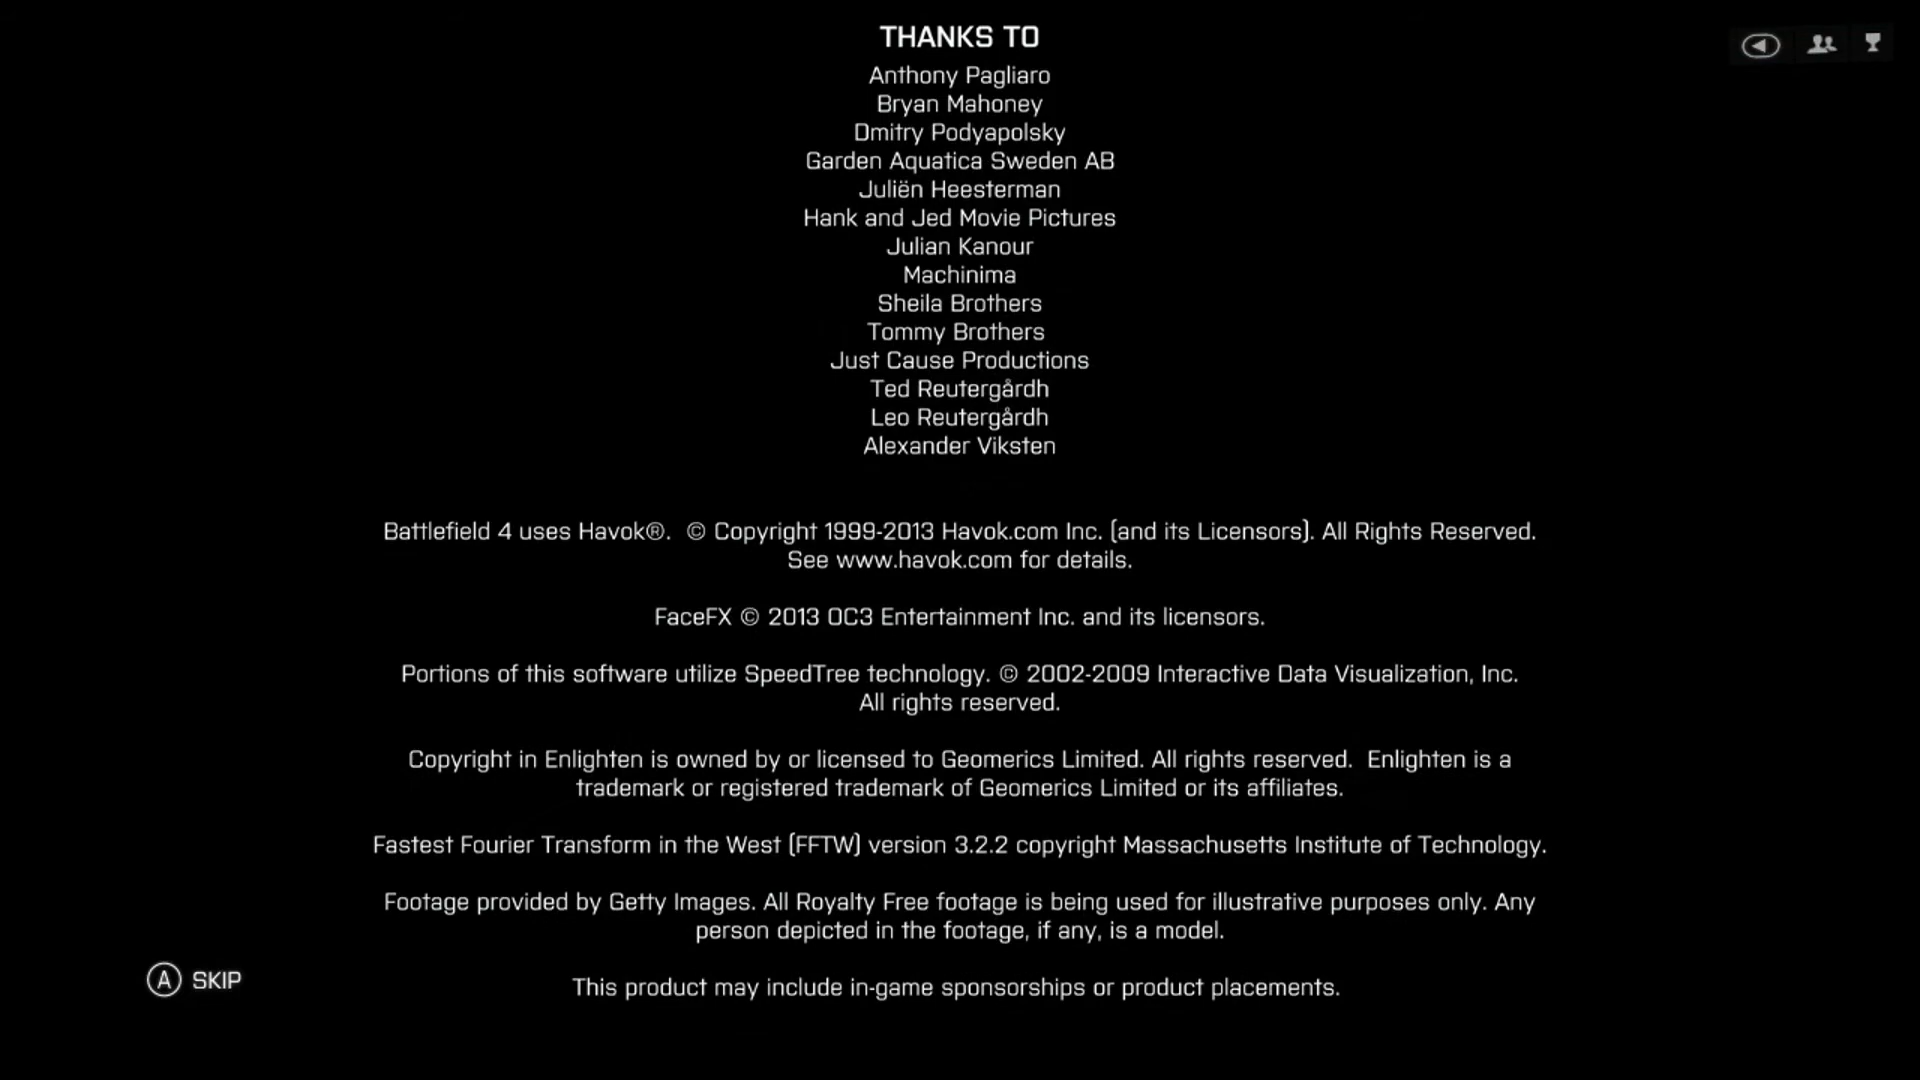 THANKS TO
Anthony Pagliaro
Bryan Mahoney
Dmitry Podyapolsky
Garden Aquatica Sweden AB
Juliën Heesterman
Hank and Jed Movie Pictures
Julian Kanour
Machinima
Sheila Brothers
Tommy Brothers
Just Cause Productions
Ted Reutergårdh
Leo Reutergårdh
Alexander Viksten
Battlefield 4 uses Havok®.  © Copyright 1999-2013 Havok.com Inc. (and its Licensors). All Rights Reserved.
See www.havok.com for details.
FaceFX © 2013 OC3 Entertainment Inc. and its licensors.
Portions of this software utilize SpeedTree technology. © 2002-2009 Interactive Data Visualization, Inc.
All rights reserved.
Copyright in Enlighten is owned by or licensed to Geomerics Limited. All rights reserved.  Enlighten is a
trademark or registered trademark of Geomerics Limited or its affiliates.
Fastest Fourier Transform in the West (FFTW) version 3.2.2 copyright Massachusetts Institute of Technology.
Footage provided by Getty Images. All Royalty Free footage is being used for illustrative purposes only. Any
person depicted in the footage, if any, is a model.
A SKIP
This product may include in-game sponsorships or product placements.